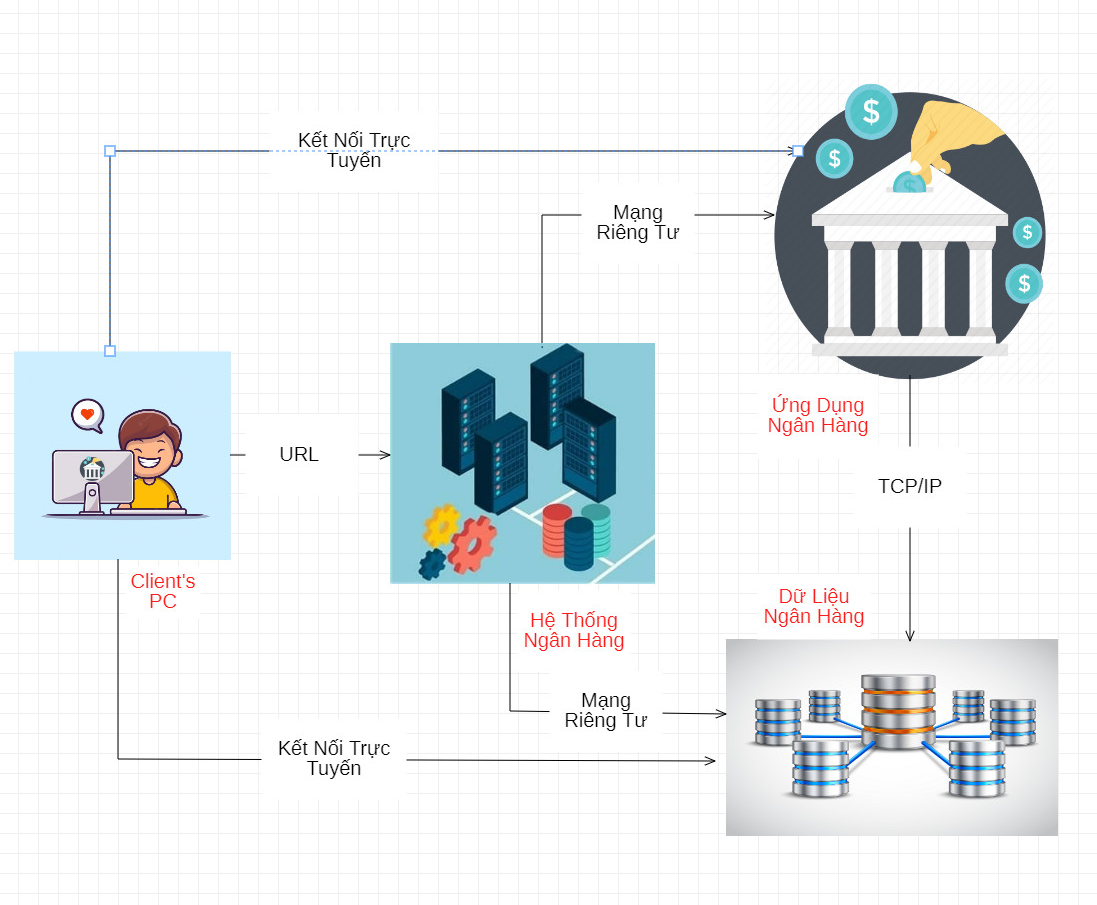 Kết Nối Trực
Tuyến
Mạng
Riêng Tư
$
$
$
$
$
Ứng Dụng
Ngân Hàng
URL
TCP/IP
Client's
PC
Hệ Thống
Ngân Hàng
Dữ Liệu
Ngân Hàng
Mạng
Riêng Tư
Kết Nối Trực
Tuyến